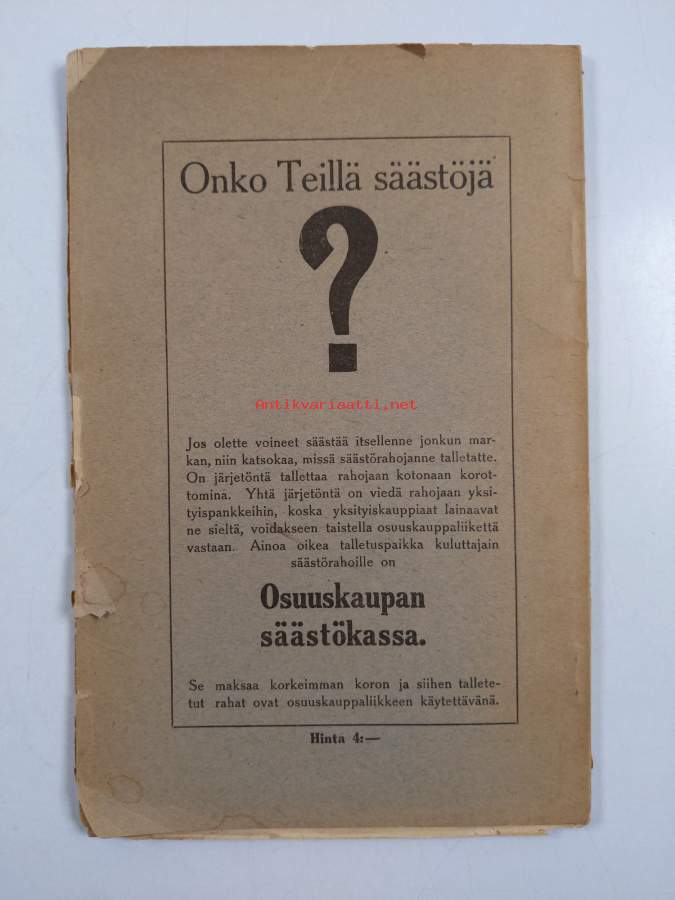 Onko Teillä säästöjä
?
Antikvariaatti.net
Jos olette voineet säästää itsellenne jonkun mar-
kan, niin katsokaa, missä säästörahojanne talletatte.
On järjetöntä tallettaa rahojaan kotonaan korot-
tomina. Yhtä järjetöntä on viedä rahojaan yksi-
tyispankkeihin, koska yksityiskauppiaat lainaavat
ne sieltä, voidakseen taistella osuuskauppaliikettä
vastaan. Ainoa oikea talletuspaikka kuluttajain
säästörahoille on
Osuuskaupan
säästökassa.
Se maksaa korkeimman koron ja siihen tallete-
tut rahat ovat osuuskauppaliikkeen käytettävänä.
Hinta 4:—